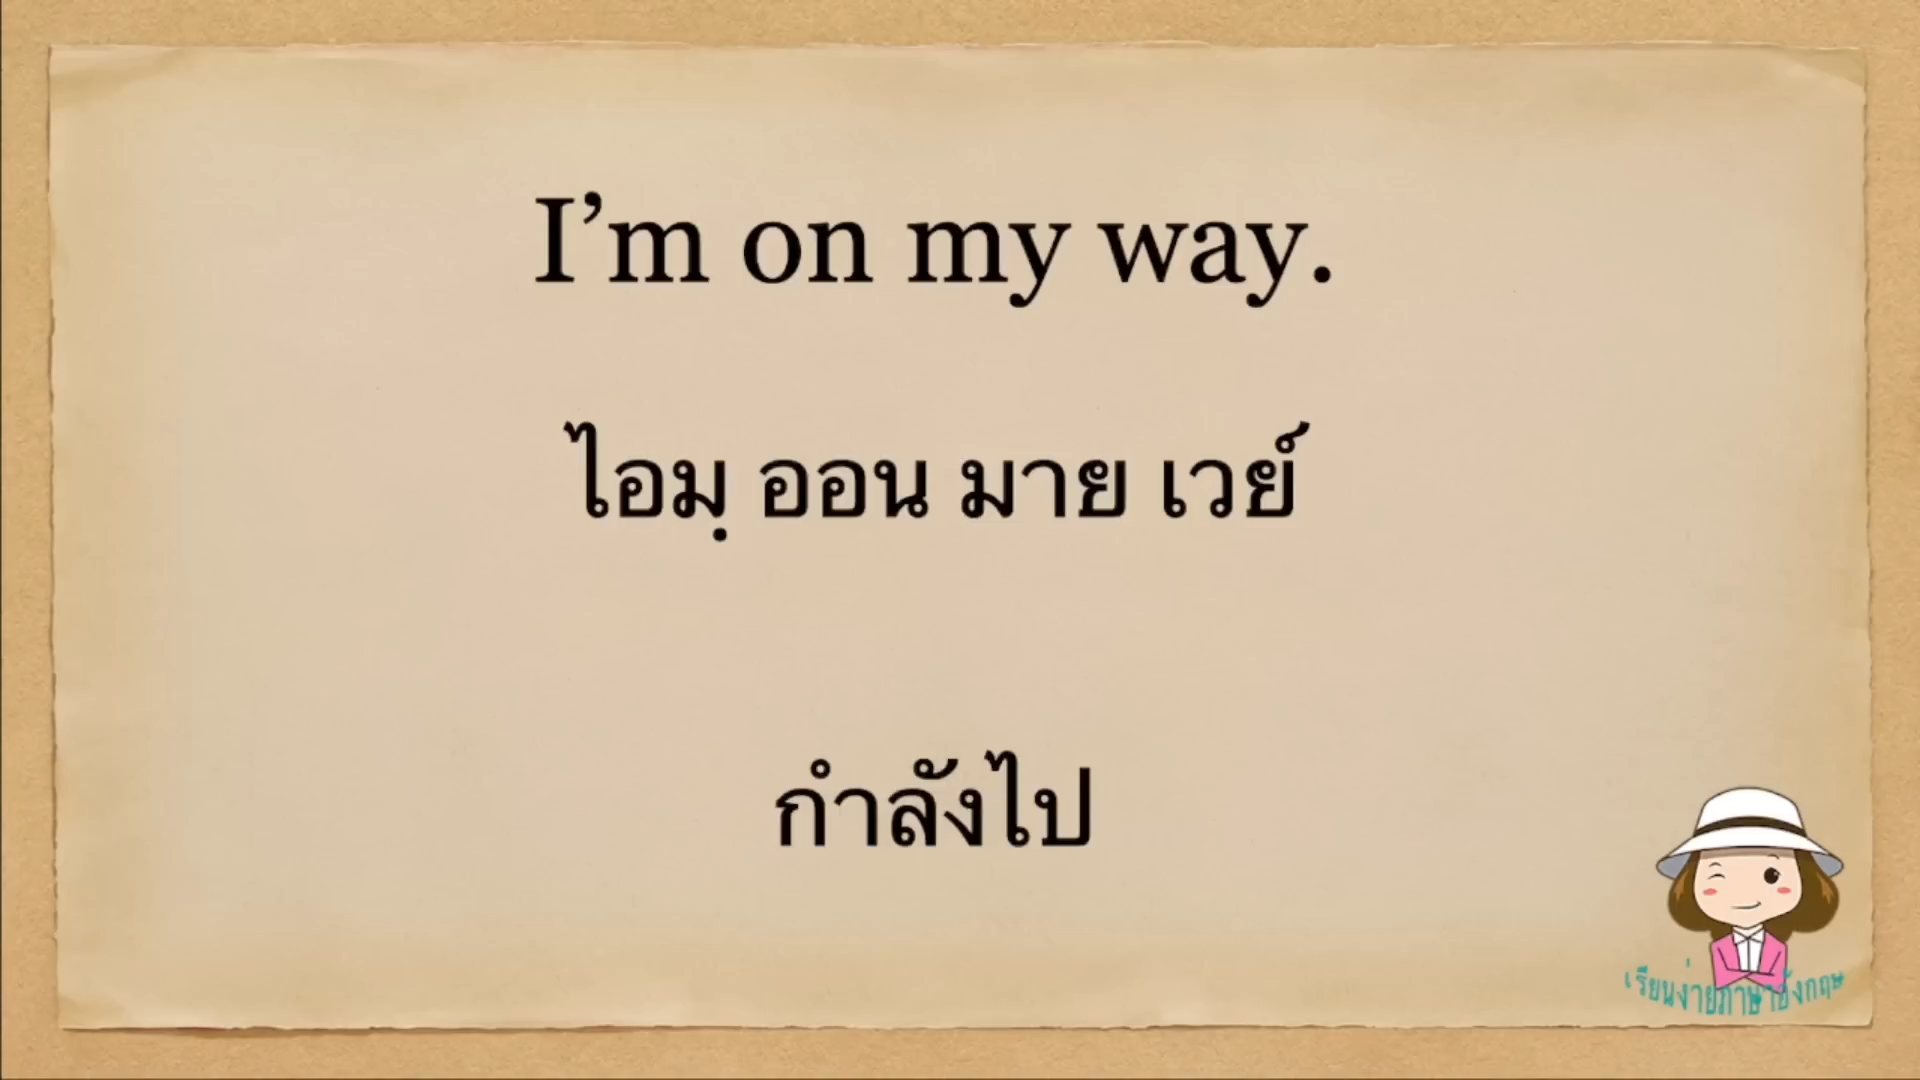 I’m on my way.
ไอมฺ ออน มาย เวย์
กำลังไป
เรียนง่ายภาษาอังกฤษ